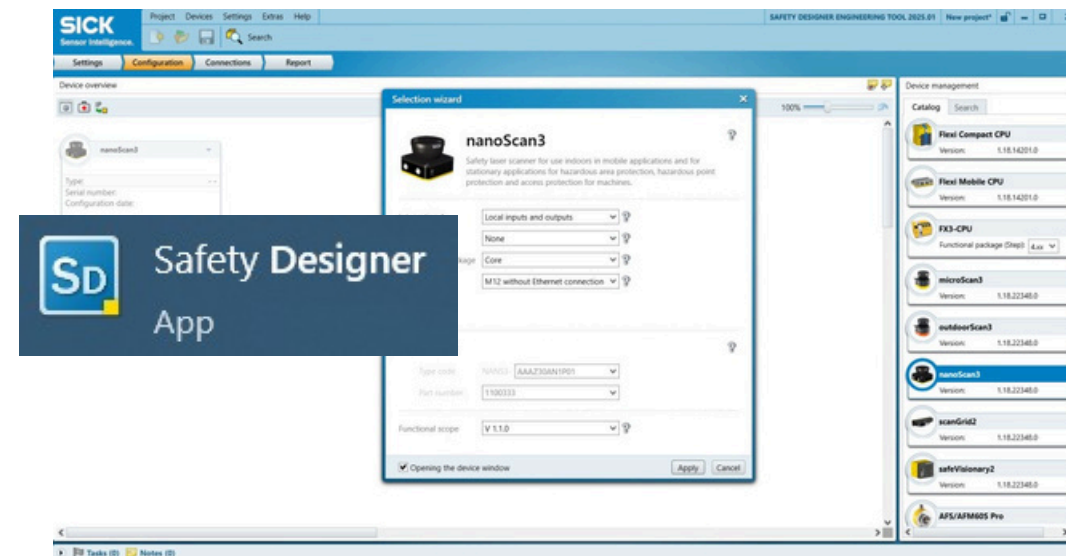 SICK
Sensor Intelligence.
Project Devices Settings Extras Help
SAFETY DESIGNER ENGINEERING TOOL 2025.01 New project*
Search
Settings Configuration Connections Report
Device overview
100%
nanoScan3
Type:
Serial number:
Configuration date:
SD
Safety Designer
App
Selection wizard
nanoScan3
Safety laser scanner for use indoors in mobile applications and for
stationary applications for hazardous area protection, hazardous point
protection and access protection for machines.
Local inputs and outputs
None
Core
M12 without Ethernet connection
Type code NANS3- AAAZ30AN1P01
Part number 1100333
Functional scope V 1.1.0
Opening the device window Apply Cancel
Device management
Catalog Search
Flexi Compact CPU
Version: 1.18.14201.0
Flexi Mobile CPU
Version: 1.18.14201.0
FX3-CPU
Functional package (Step): 4.xx
microScan3
Version: 1.18.22348.0
outdoorScan3
Version: 1.18.22348.0
nanoScan3
Version: 1.18.22348.0
scanGrid2
Version: 1.18.22348.0
safeVisionary2
Version: 1.18.22348.0
AFS/AFM60S Pro
Tasks (0) Notes (0)